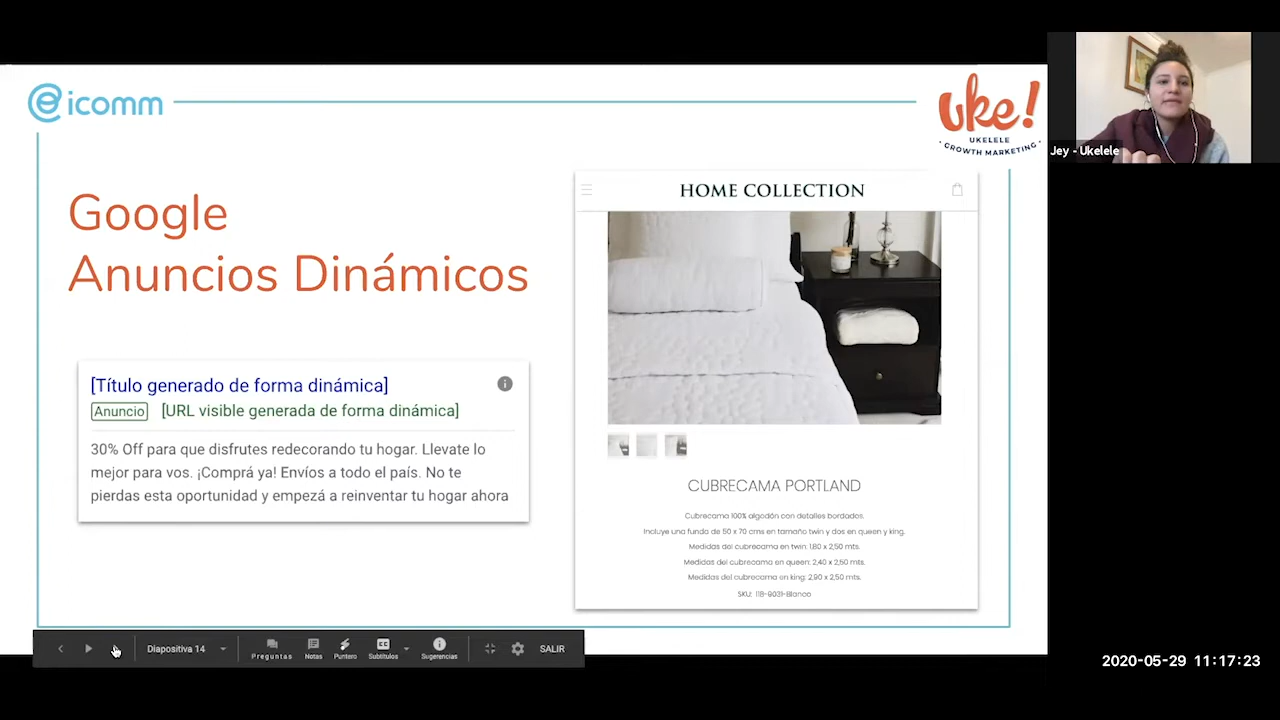 icomm
uke!
UKELELE
• GROWTH MARKETING •
Jey - Ukelele
Google
Anuncios Dinámicos
HOME COLLECTION
[Título generado de forma dinámica]
Anuncio [URL visible generada de forma dinámica]
30% Off para que disfrutes redecorando tu hogar. Llevate lo
mejor para vos. ¡Comprá ya! Envíos a todo el país. No te
pierdas esta oportunidad y empezá a reinventar tu hogar ahora
CUBRECAMA PORTLAND
Cubrecama 100% algodón con detalles bordados.
Incluye una funda de 50 x 70 cms en tamaño twin y dos en queen y king.
Medidas del cubrecama en twin: 1,80 x 2,50 mts.
Medidas del cubrecama en queen: 2,40 x 2,50 mts.
Medidas del cubrecama en king: 2,90 x 2,50 mts.
SKU: 118-9031-Blanco
Diapositiva 14
Preguntas
Notas
Puntero
CC
Subtítulos
Sugerencias
SALIR
2020-05-29 11:17:23